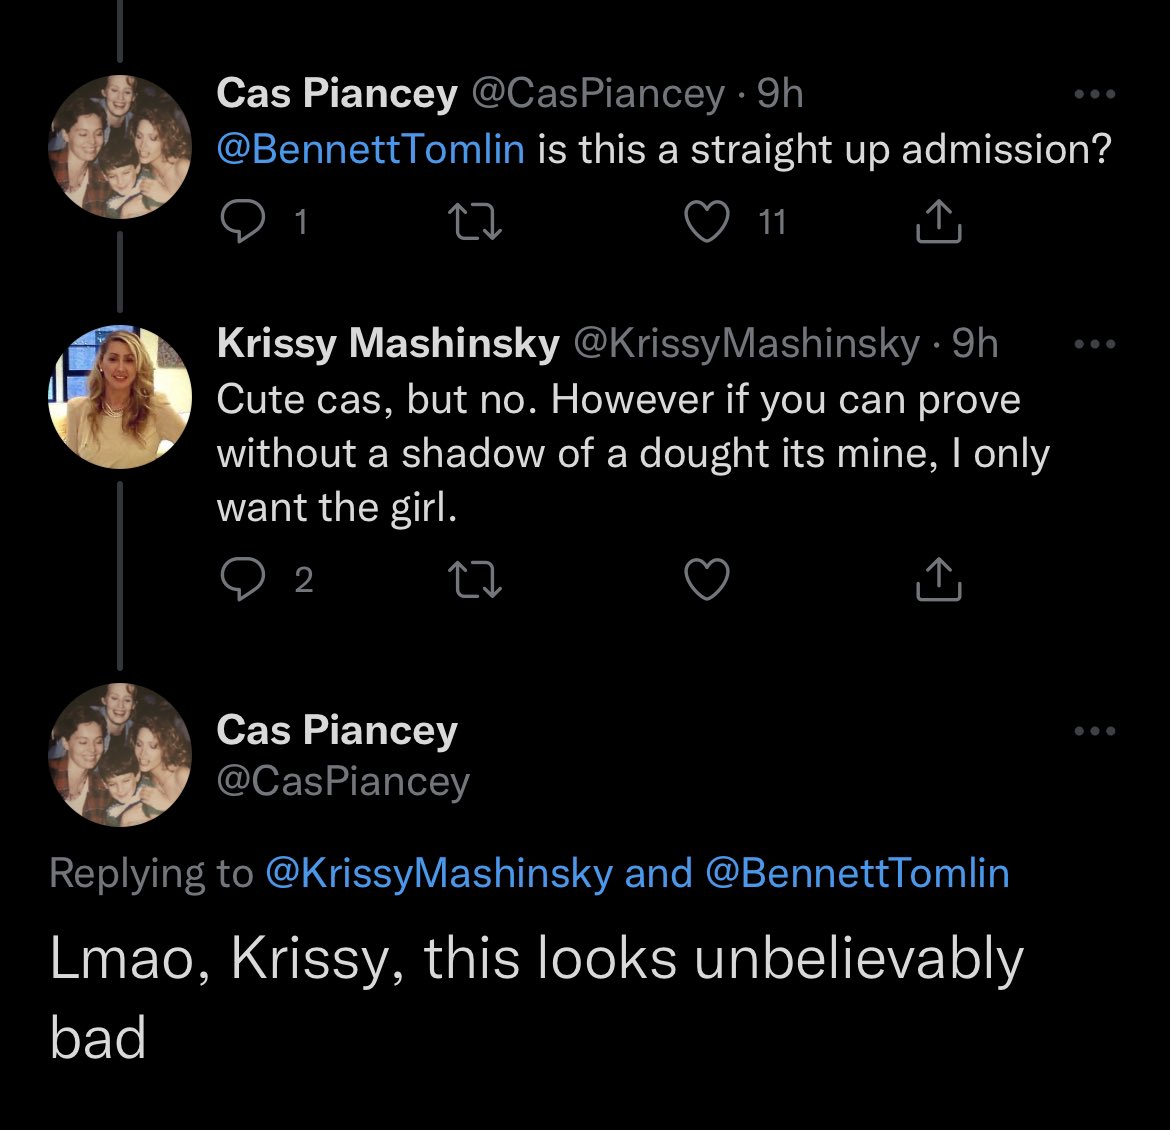 Cas Piancey @CasPiancey · 9h
@BennettTomlin is this a straight up admission?
1 11
Krissy Mashinsky @KrissyMashinsky · 9h
Cute cas, but no. However if you can prove
without a shadow of a dought its mine, I only
want the girl.
2
Cas Piancey
@CasPiancey
Replying to @KrissyMashinsky and @BennettTomlin
Lmao, Krissy, this looks unbelievably
bad